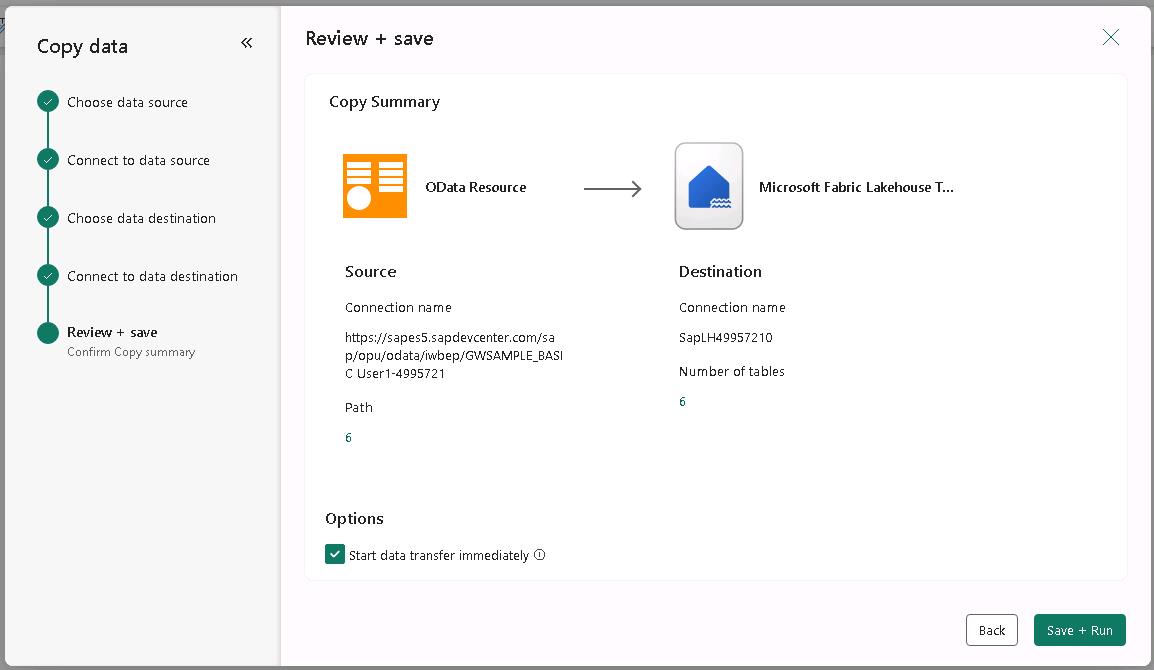 Copy data
Choose data source
Connect to data source
Choose data destination
Connect to data destination
Review + save
Confirm Copy summary
Review + save
Copy Summary
OData Resource
Microsoft Fabric Lakehouse T...
Source
Connection name
https://sapes5.sapdevcenter.com/sa
p/opu/odata/iwbep/GWSAMPLE_BASI
C User1-4995721
Path
6
Destination
Connection name
SapLH49957210
Number of tables
6
Options
Start data transfer immediately
Back
Save + Run